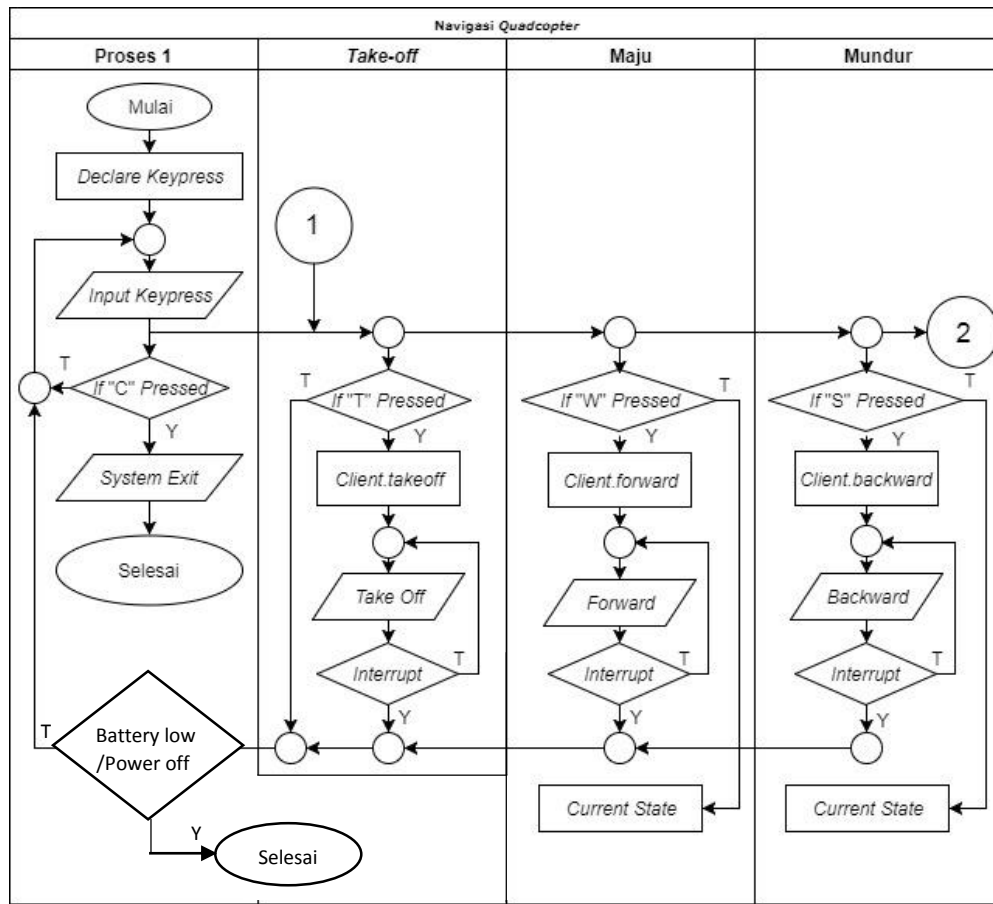 Navigasi Quadcopter
Proses 1
Take-off
Maju
Mundur
Mulai
Declare Keypress
Input Keypress
T
If "C" Pressed
Y
System Exit
Selesai
T
Battery low
/Power off
Y
Selesai
1
T
If "T" Pressed
Y
Client.takeoff
Take Off
Interrupt
T
Y
If "W" Pressed
T
Y
Client.forward
Forward
Interrupt
T
Y
Current State
2
If "S" Pressed
T
Y
Client.backward
Backward
Interrupt
T
Y
Current State